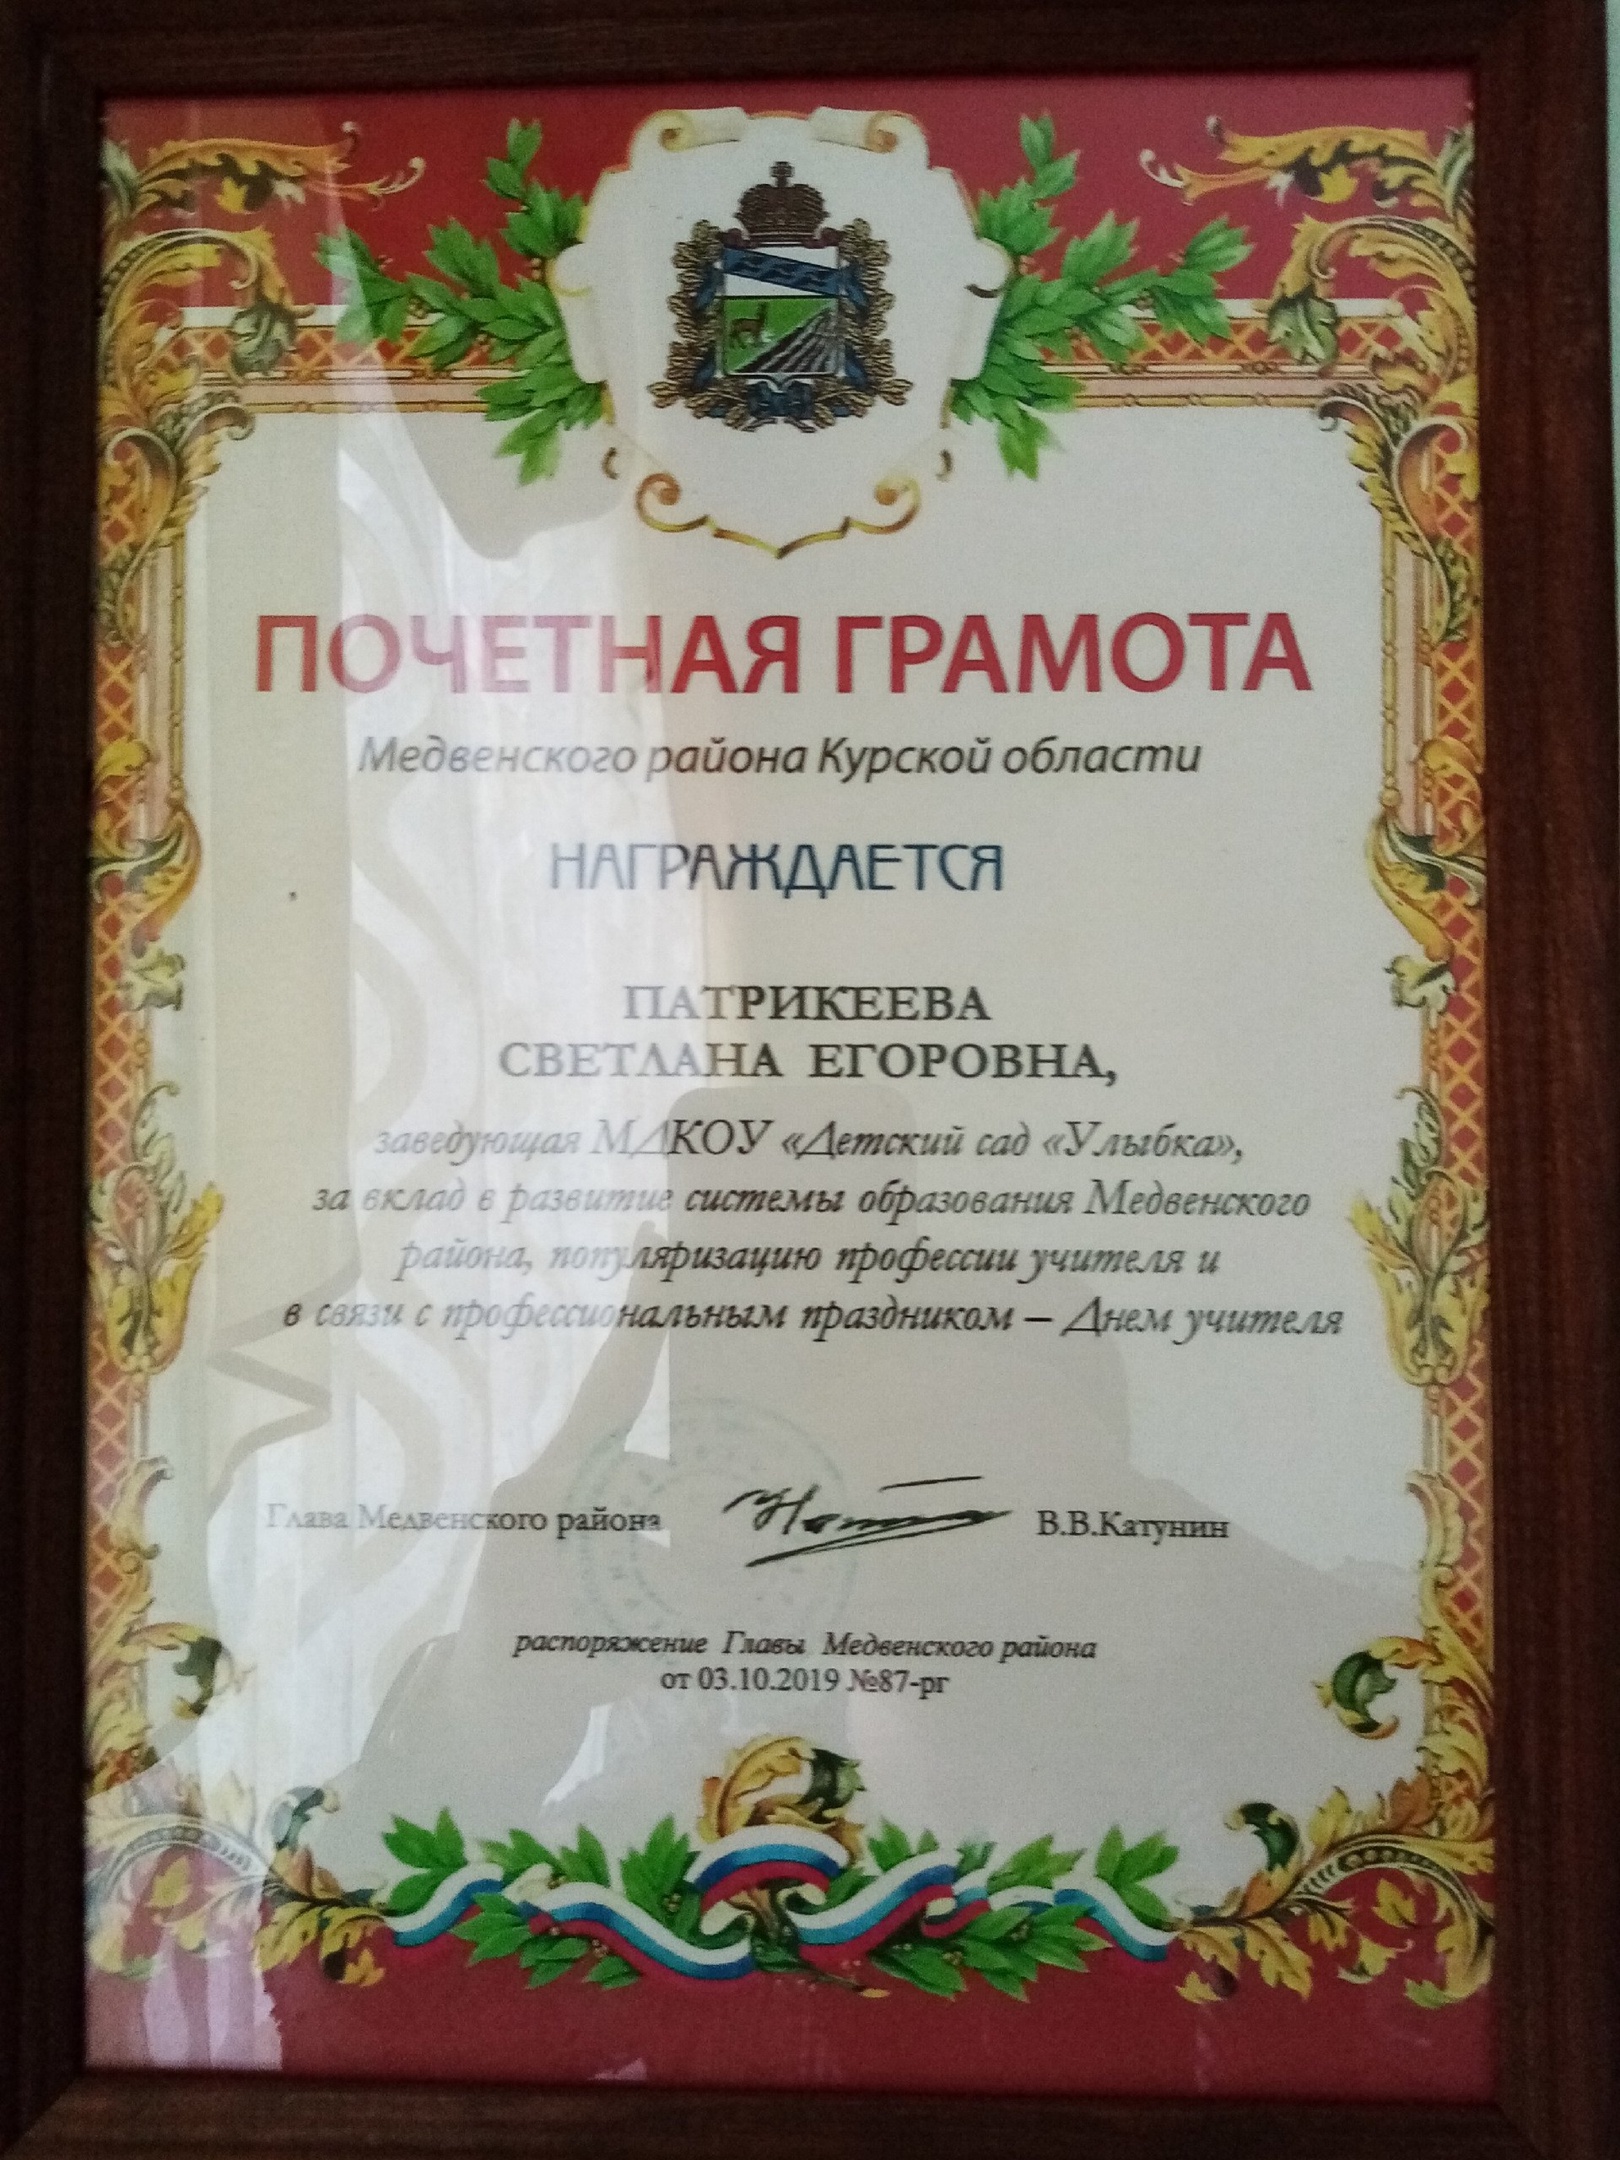 ПОЧЕТНАЯ ГРАМОТА
Медвенского района Курской области
НАГРАЖДАЕТСЯ
ПАТРИКЕЕВА
СВЕТЛАНА ЕГОРОВНА,
заведующая МДКОУ «Детский сад «Улыбка»,
за вклад в развитие системы образования Медвенского
района, популяризацию профессии учителя и
в связи с профессиональным праздником – Днем учителя
Глава Медвенского района В.В.Катунин
распоряжение Главы Медвенского района
от 03.10.2019 №87-рг